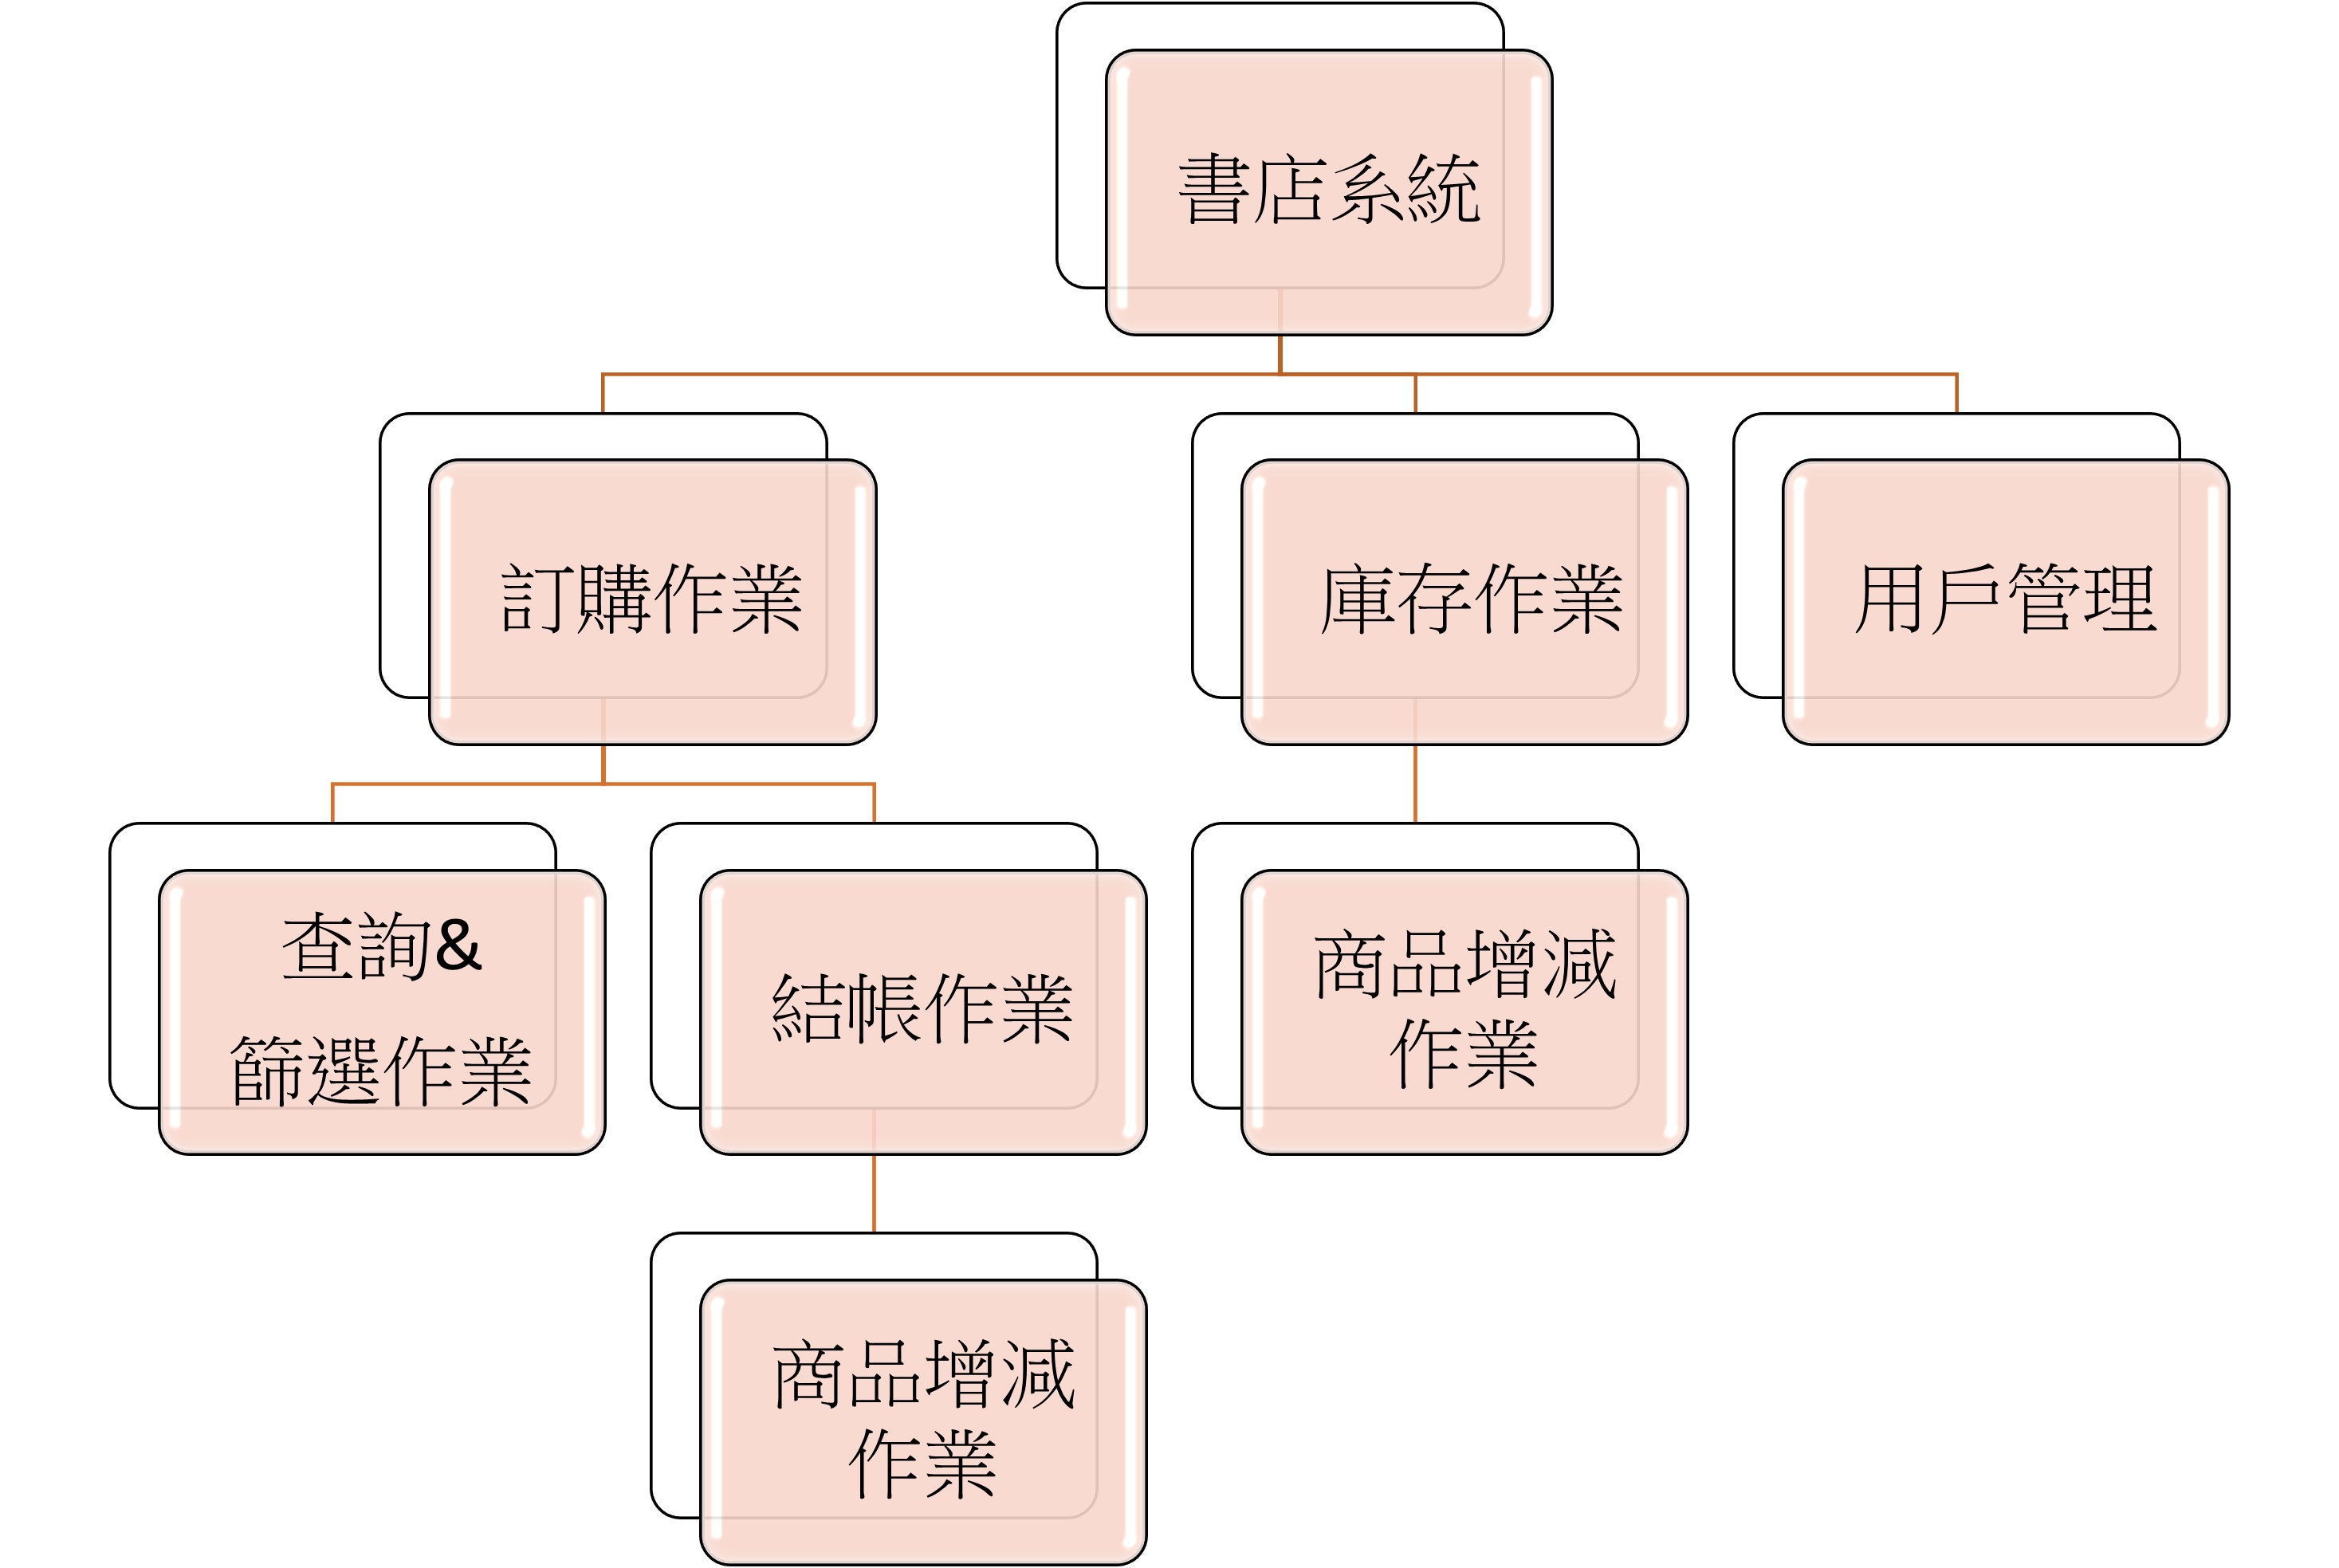 書店系統
訂購作業
庫存作業
用戶管理
查詢&
篩選作業
結帳作業
商品增減
作業
商品增減
作業